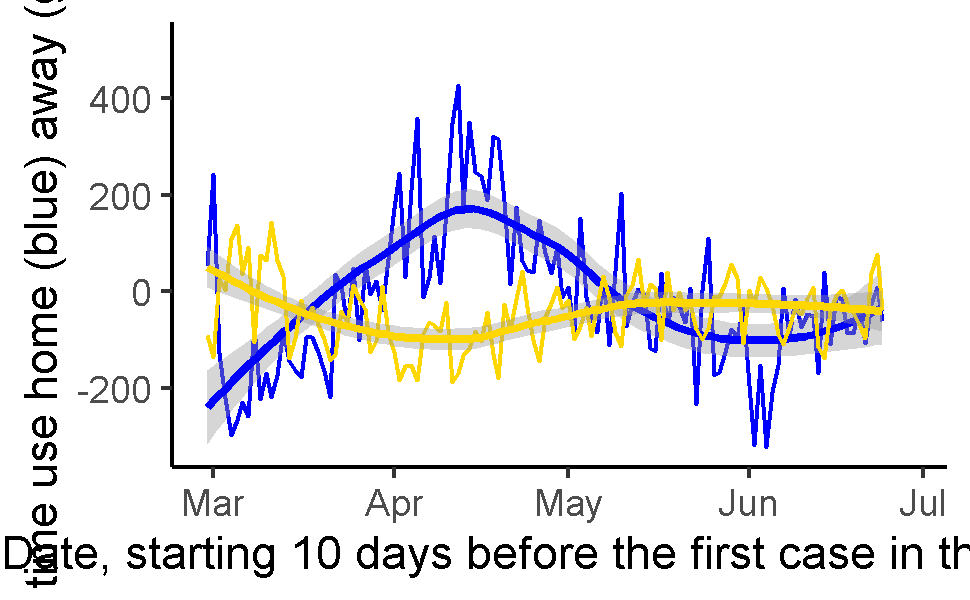 time use home (blue) away (
400
200
0
-200
Mar Apr May Jun Jul
Date, starting 10 days before the first case in th